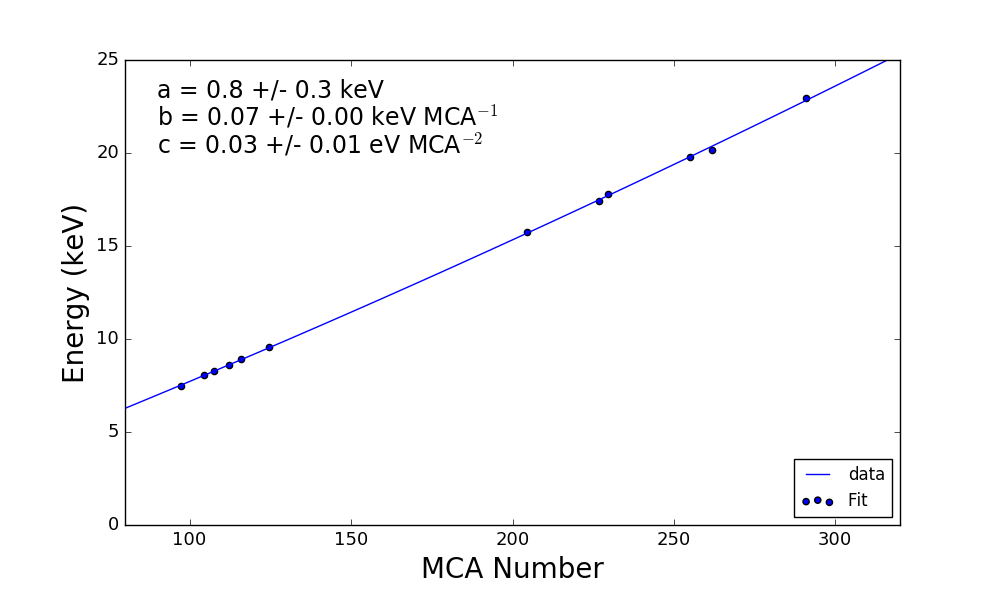 a = 0.8 +/- 0.3 keV
b = 0.07 +/- 0.00 keV MCA⁻¹
c = 0.03 +/- 0.01 eV MCA⁻²
25
20
15
10
5
0
Energy (keV)
100 150 200 250 300
MCA Number
data
Fit